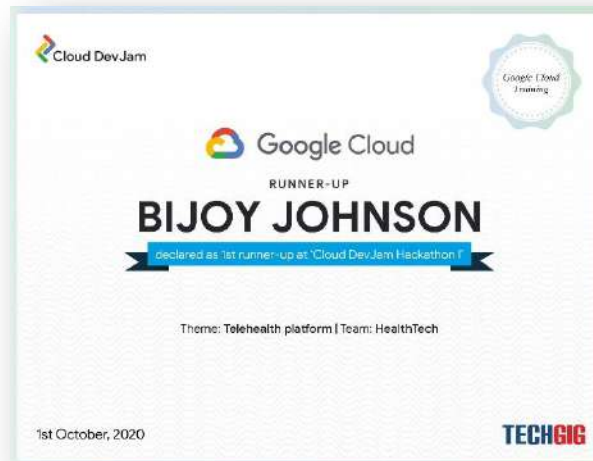 Cloud DevJam
Google Cloud
Training
Google Cloud
RUNNER-UP
BIJOY JOHNSON
declared as 1st runner-up at 'Cloud DevJam Hackathon I'
Theme: Telehealth platform | Team: HealthTech
1st October, 2020
TECHGIG